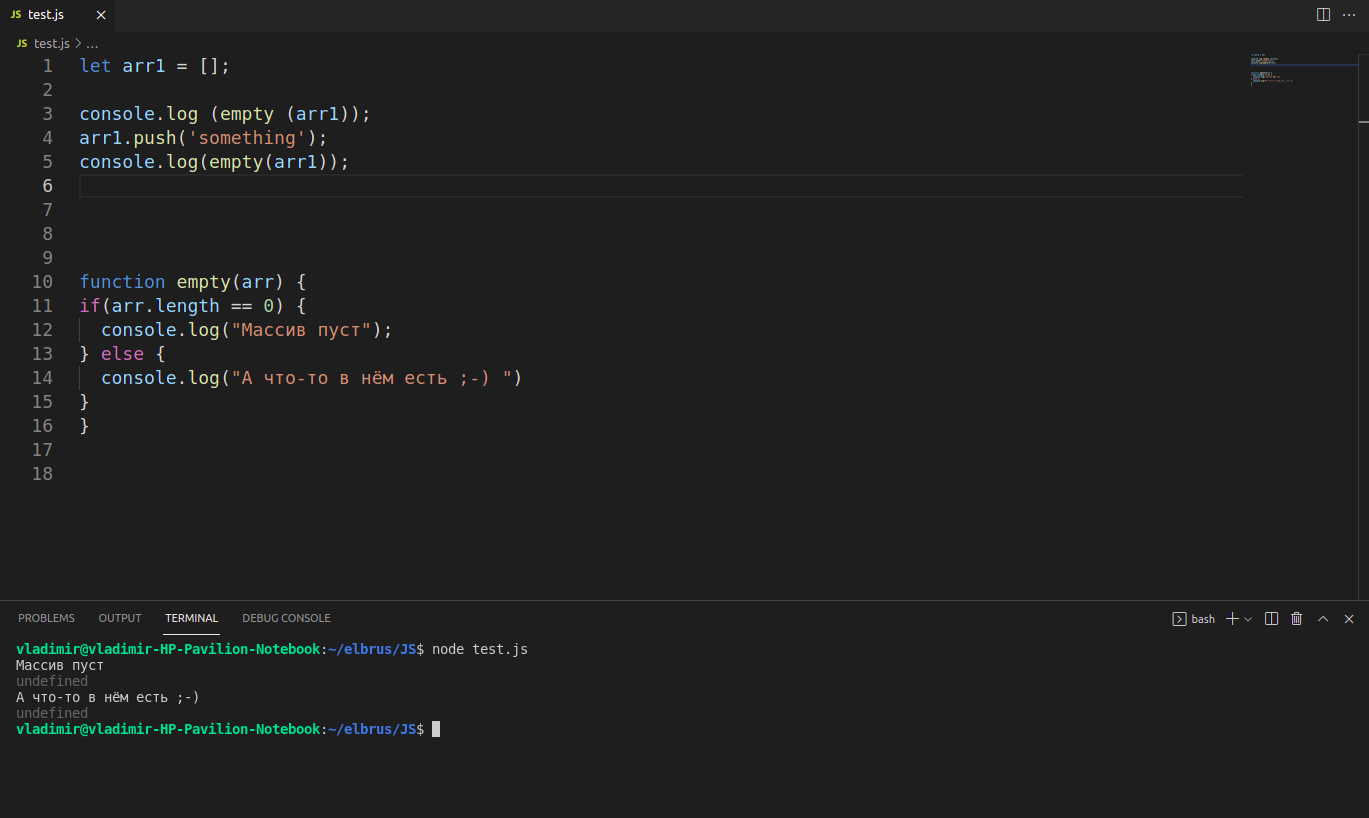 JS test.js
JS test.js > ...
1 let arr1 = [];
2
3 console.log (empty (arr1));
4 arr1.push('something');
5 console.log(empty(arr1));
6
7
8
9
10 function empty(arr) {
11 if(arr.length == 0) {
12 console.log("Массив пуст");
13 } else {
14 console.log("А что-то в нём есть ;-) ")
15 }
16 }
17
18
PROBLEMS OUTPUT TERMINAL DEBUG CONSOLE bash
vladimir@vladimir-HP-Pavilion-Notebook:~/elbrus/JS$ node test.js
Массив пуст
undefined
А что-то в нём есть ;-)
undefined
vladimir@vladimir-HP-Pavilion-Notebook:~/elbrus/JS$